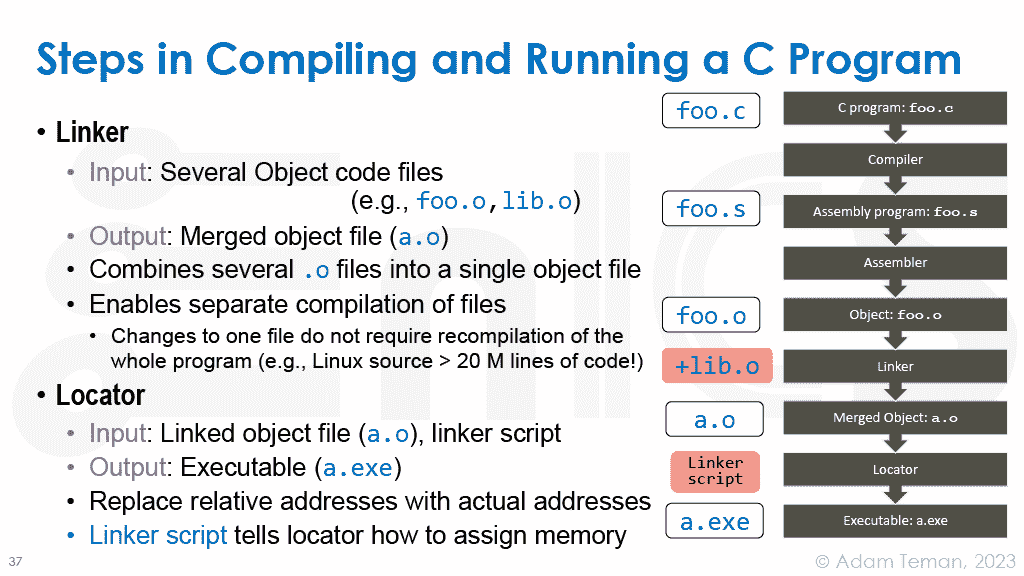 Steps in Compiling and Running a C Program
• Linker
• Input: Several Object code files
(e.g., foo.o,lib.o)
• Output: Merged object file (a.o)
• Combines several .o files into a single object file
• Enables separate compilation of files
• Changes to one file do not require recompilation of the
whole program (e.g., Linux source > 20 M lines of code!)
• Locator
• Input: Linked object file (a.o), linker script
• Output: Executable (a.exe)
• Replace relative addresses with actual addresses
• Linker script tells locator how to assign memory
foo.c
foo.s
foo.o
+lib.o
a.o
Linker
script
a.exe
C program: foo.c
Compiler
Assembly program: foo.s
Assembler
Object: foo.o
Linker
Merged Object: a.o
Locator
Executable: a.exe
37
© Adam Teman, 2023